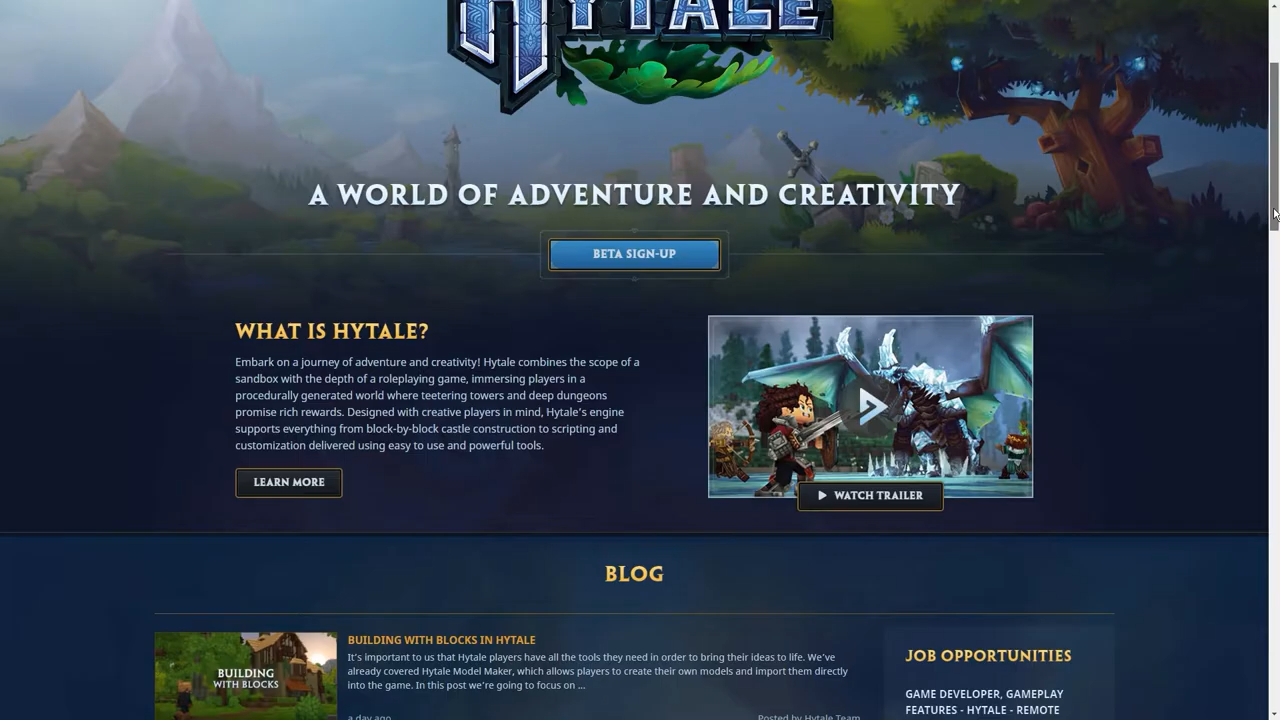 HYTALE
A WORLD OF ADVENTURE AND CREATIVITY
BETA SIGN-UP
WHAT IS HYTALE?
Embark on a journey of adventure and creativity! Hytale combines the scope of a
sandbox with the depth of a roleplaying game, immersing players in a
procedurally generated world where teetering towers and deep dungeons
promise rich rewards. Designed with creative players in mind, Hytale's engine
supports everything from block-by-block castle construction to scripting and
customization delivered using easy to use and powerful tools.
LEARN MORE
WATCH TRAILER
BLOG
BUILDING
WITH BLOCKS
BUILDING WITH BLOCKS IN HYTALE
It's important to us that Hytale players have all the tools they need in order to bring their ideas to life. We've
already covered Hytale Model Maker, which allows players to create their own models and import them directly
into the game. In this post we're going to focus on ...
a day ago
Posted by Hytale Team
JOB OPPORTUNITIES
GAME DEVELOPER, GAMEPLAY
FEATURES - HYTALE - REMOTE